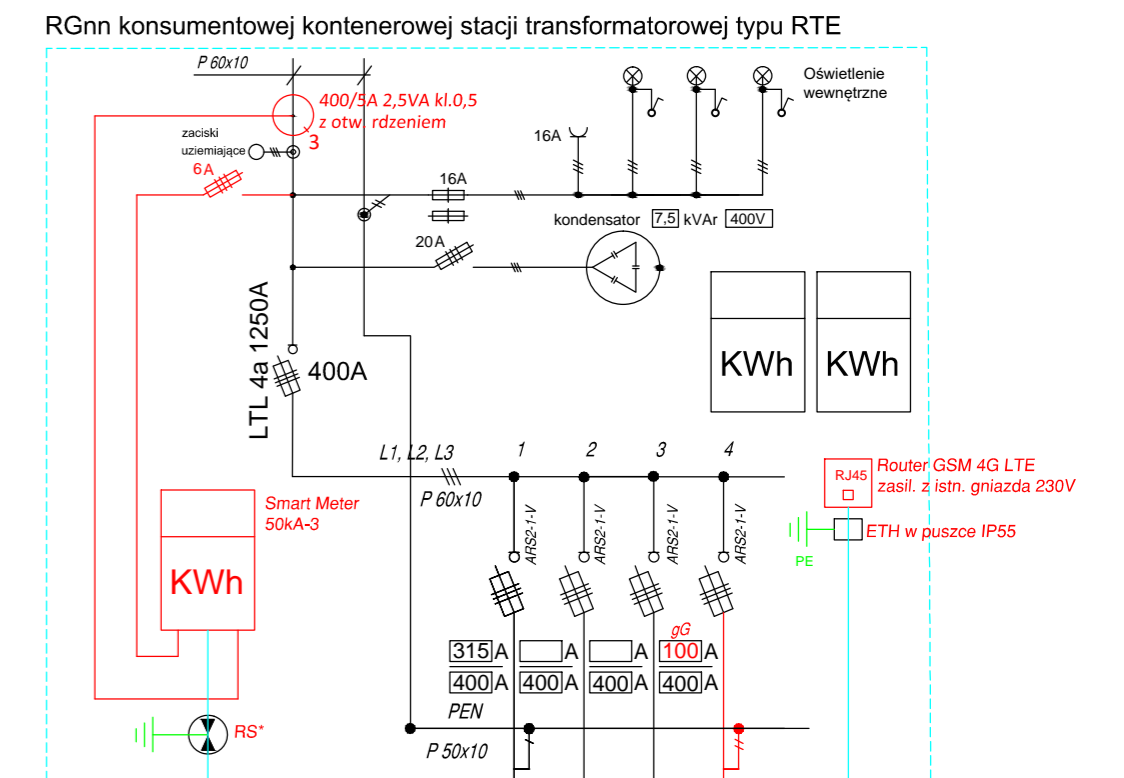 RGnn konsumentowej kontenerowej stacji transformatorowej typu RTE
P 60x10
400/5A 2,5VA kl.0,5
z otw. rdzeniem
3
zaciski
uziemiające
6A
16A
20A
16A
Oświetlenie
wewnętrzne
kondensator 7,5 kVAr 400V
LTL 4a 1250A
400A
KWh
KWh
L1, L2, L3
P 60x10
1
2
3
4
ARS2-1-V
ARS2-1-V
ARS2-1-V
ARS2-1-V
Smart Meter
50kA-3
KWh
RJ45
Router GSM 4G LTE
zasil. z istn. gniazda 230V
ETH w puszce IP55
PE
gG
315 A
A
A
100 A
400 A
400 A
400 A
400 A
PEN
P 50x10
RS*